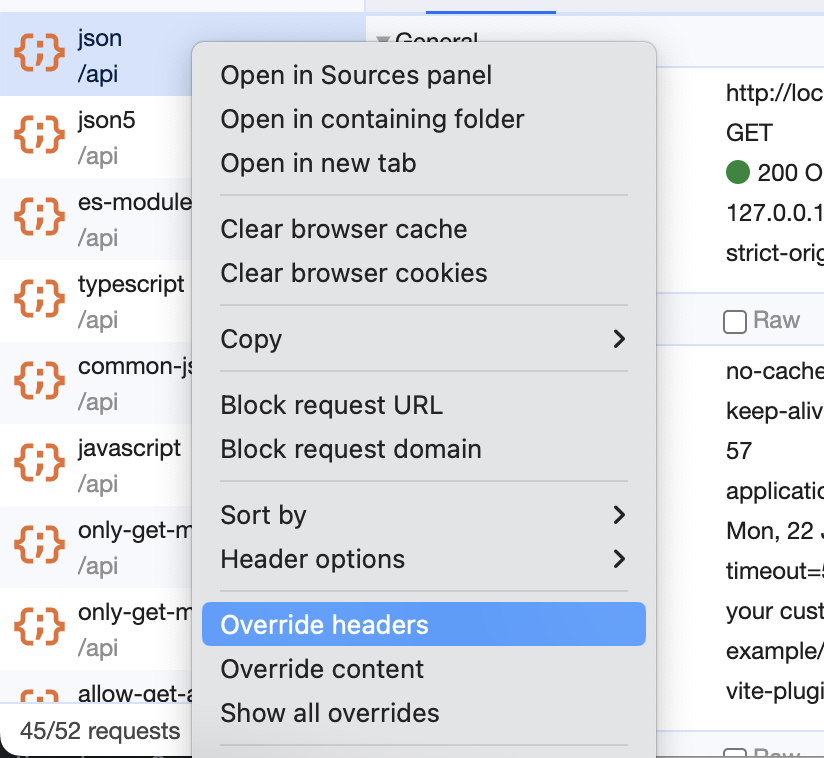 json
/api
json5
/api
es-module
/api
typescript
/api
common-js
/api
javascript
/api
only-get-m
/api
only-get-m
/api
allow-get-a
45/52 requests
General
Open in Sources panel
Open in containing folder
Open in new tab
Clear browser cache
Clear browser cookies
Copy
Block request URL
Block request domain
Sort by
Header options
Override headers
Override content
Show all overrides
http://loc
GET
200 O
127.0.0.1
strict-orig
Raw
no-cache
keep-aliv
57
applicatio
Mon, 22 J
timeout=5
your cust
example/
vite-plugi
Raw